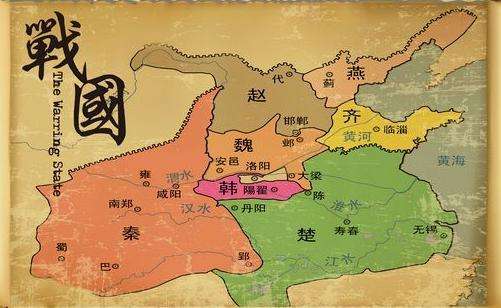 戰國
The Warring State
燕
蓟
代
赵
齐
临淄
邯郸
邺
黄河
魏
安邑
洛阳
黄海
大梁
雍
渭水
咸阳
韩
陽翟
陈
南郑
汉水
丹阳
秦
楚
寿春
无锡
蜀
巴
郢
江水